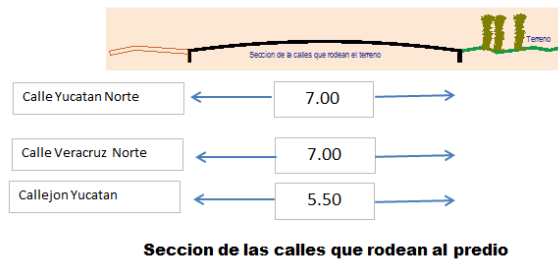 Terreno
Seccion de la calles que rodean el terreno
Calle Yucatan Norte
7.00
Calle Veracruz Norte
7.00
Callejon Yucatan
5.50
Seccion de las calles que rodean al predio